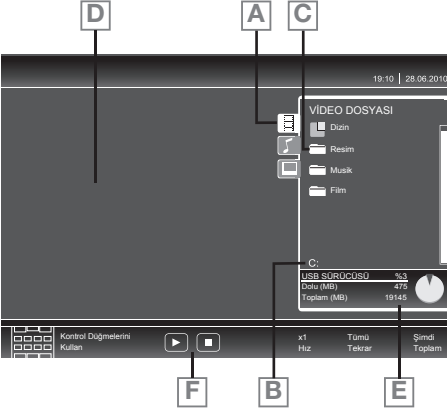 D A C
19:10 28.06.2010
VİDEO DOSYASI
Dizin
Resim
Musik
Film
C:
USB SÜRÜCÜSÜ %3
Dolu (MB) 475
Toplam (MB) 19145
Kontrol Düğmelerini x1 Tümü Şimdi
Kullan Hız Tekrar Toplam
F B E